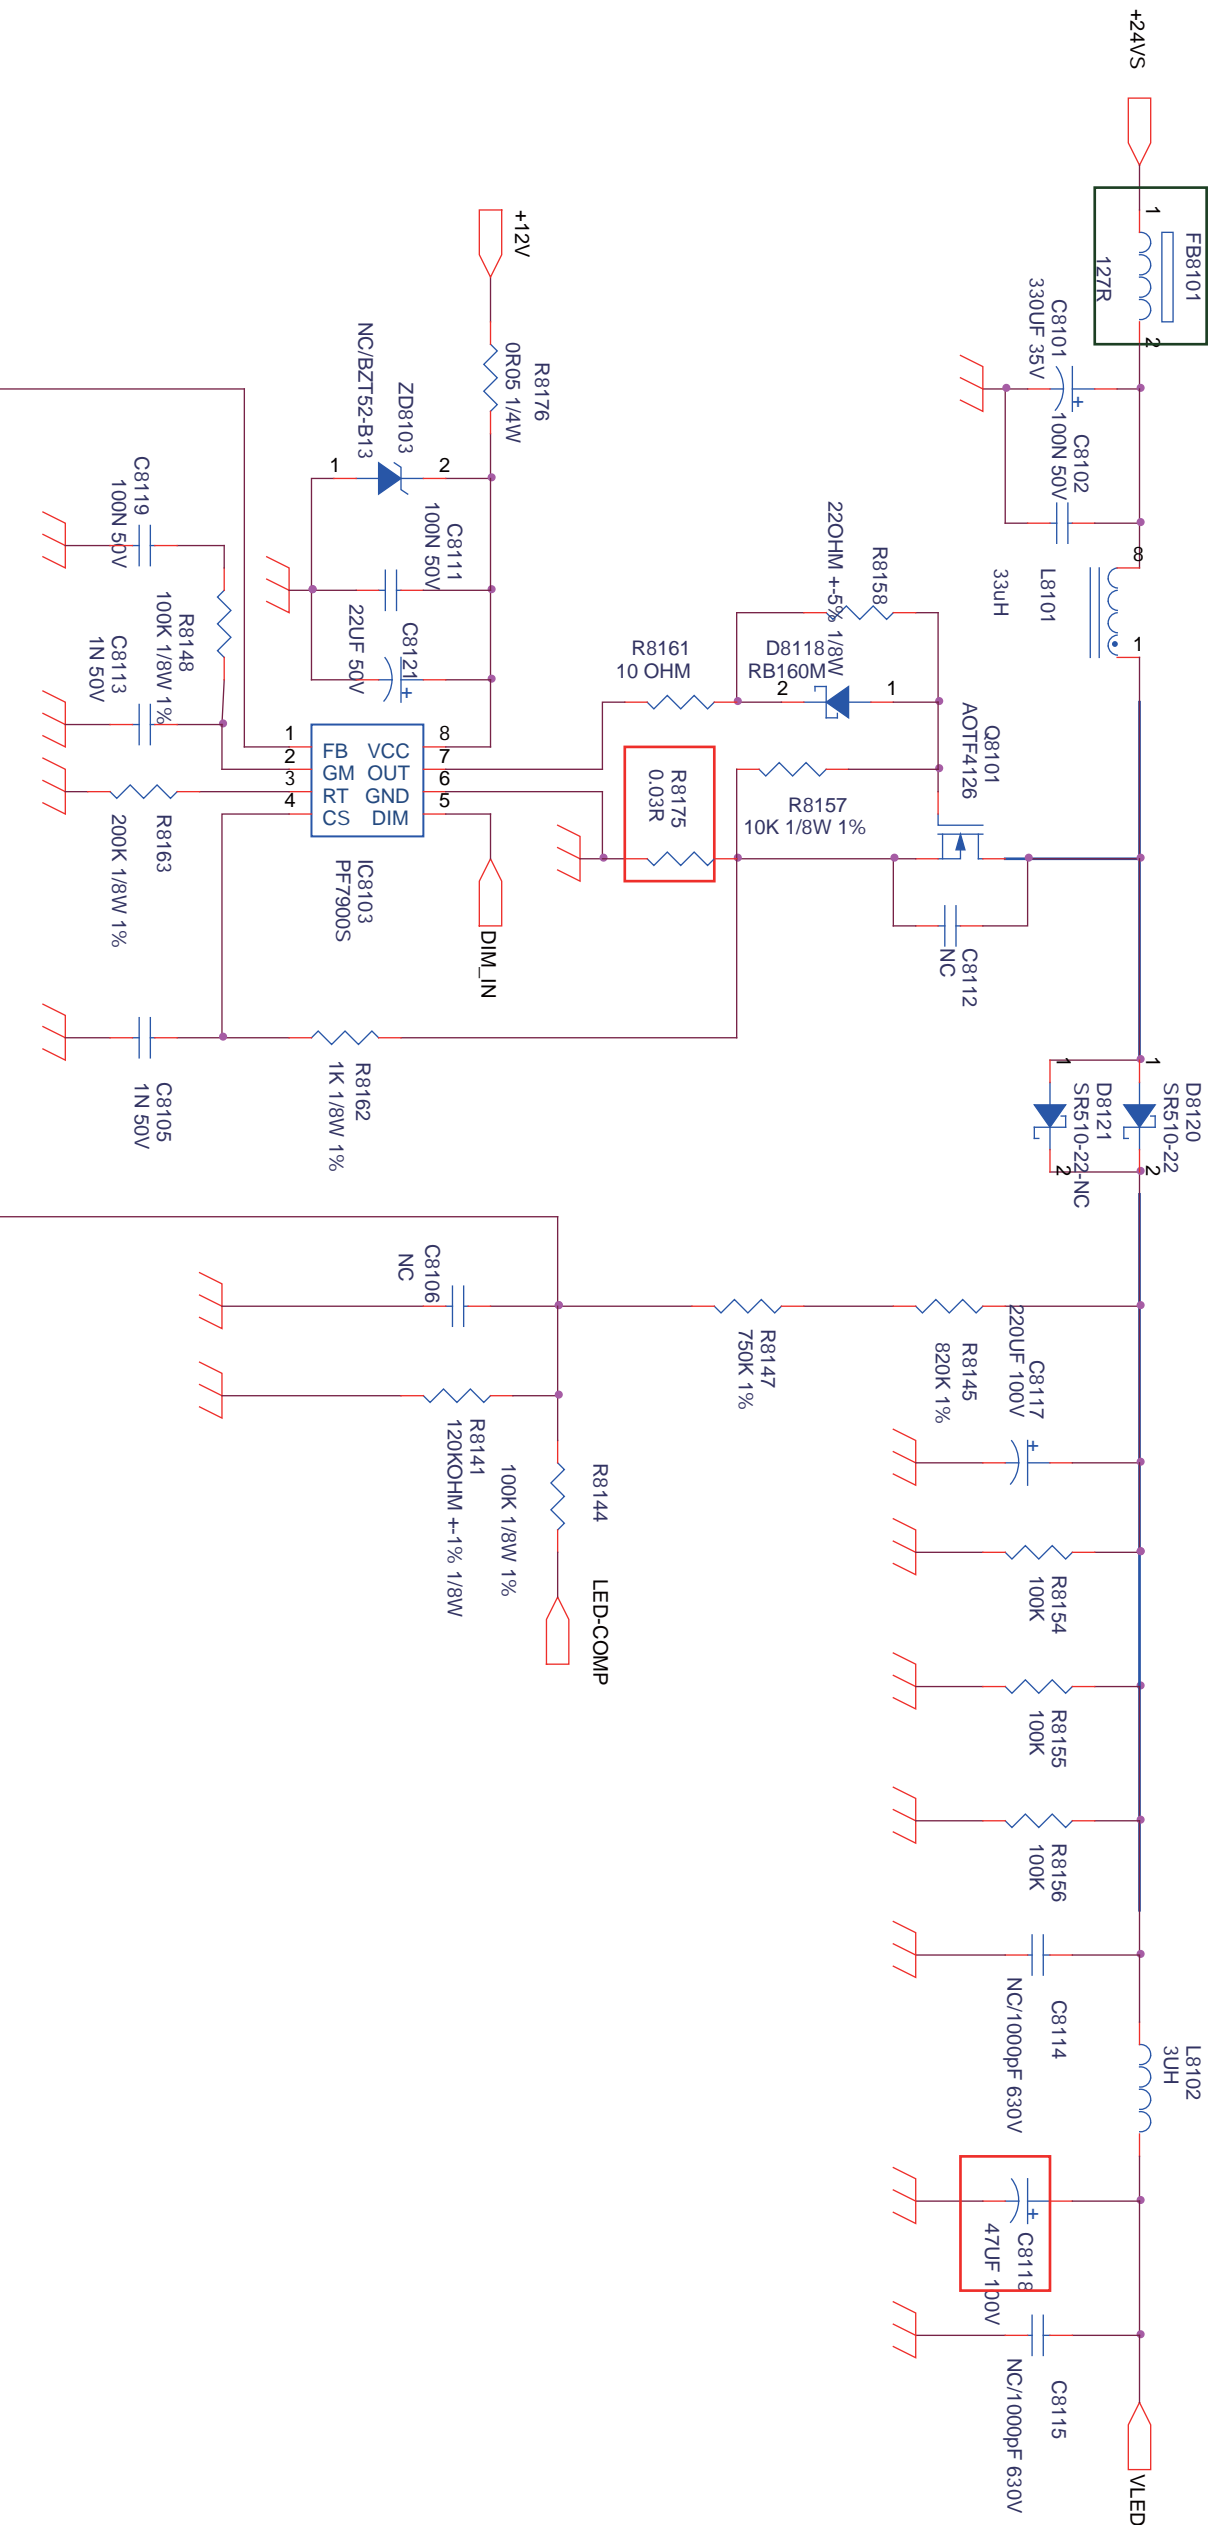 +24VS
FB8101
1
127R
2
C8101
330UF 35V
C8102
100N 50V
8
L8101
33uH
1
+12V
R8176
0R05 1/4W
ZD8103
NC/BZT52-B13
1
2
C8111
100N 50V
C8121
22UF 50V
C8119
100N 50V
R8148
100K 1/8W 1%
C8113
1N 50V
R8163
200K 1/8W 1%
1
2
3
4
FB
GM
RT
CS
VCC
OUT
GND
DIM
8
7
6
5
IC8103
PF7900S
DIM_IN
R8158
22OHM +-5% 1/8W
R8161
10 OHM
D8118
RB160M
2
1
R8175
0.03R
R8157
10K 1/8W 1%
Q8101
AOTF4126
C8112
NC
R8162
1K 1/8W 1%
C8105
1N 50V
D8120
SR510-22
1
2
D8121
SR510-22-NC
1
2
C8106
NC
R8147
750K 1%
R8145
820K 1%
R8141
120KOHM +-1% 1/8W
R8144
100K 1/8W 1%
LED-COMP
C8117
220UF 100V
R8154
100K
R8155
100K
R8156
100K
C8114
NC/1000pF 630V
L8102
3UH
C8118
47UF 100V
C8115
NC/1000pF 630V
VLED